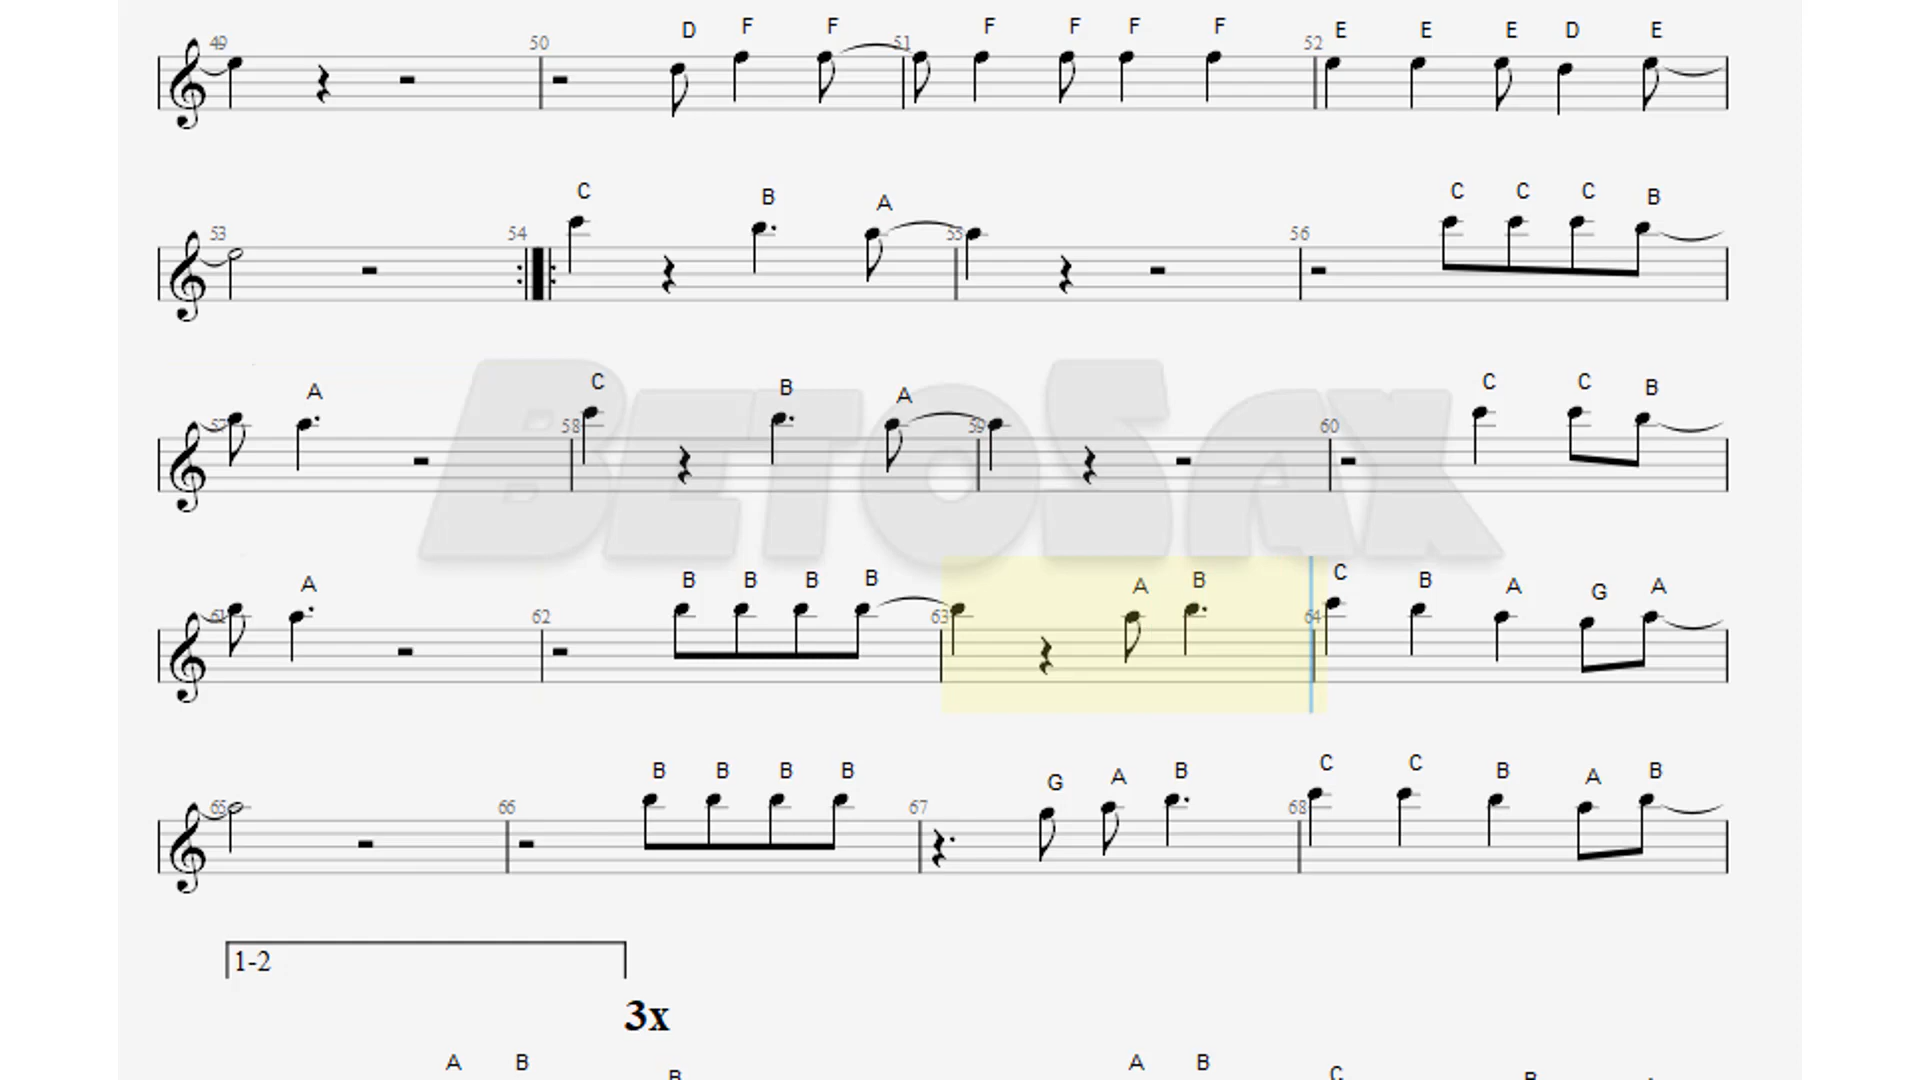 D F F F F F F E E E D E
49 50 51 52
C B A C C C B
53 54 55 56
A C B A C C B
57 58 59 60
BETOSAX
A B B B B A B C B A G A
61 62 63 64
B B B B G A B C C B A B
65 66 67 68
1-2
3x
A B B A B C B